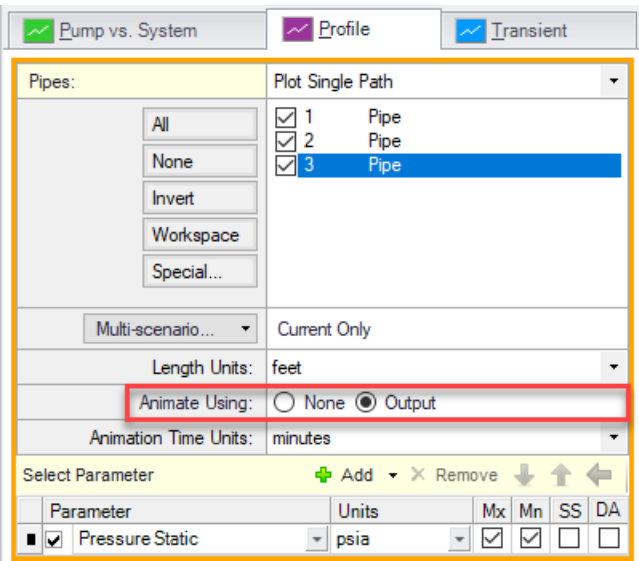 Pump vs. System Profile Transient
Pipes: Plot Single Path
All
None
Invert
Workspace
Special...
1 Pipe
2 Pipe
3 Pipe
Multi-scenario... Current Only
Length Units: feet
Animate Using: None Output
Animation Time Units: minutes
Select Parameter Add Remove
Parameter Units Mx Mn SS DA
Pressure Static psia